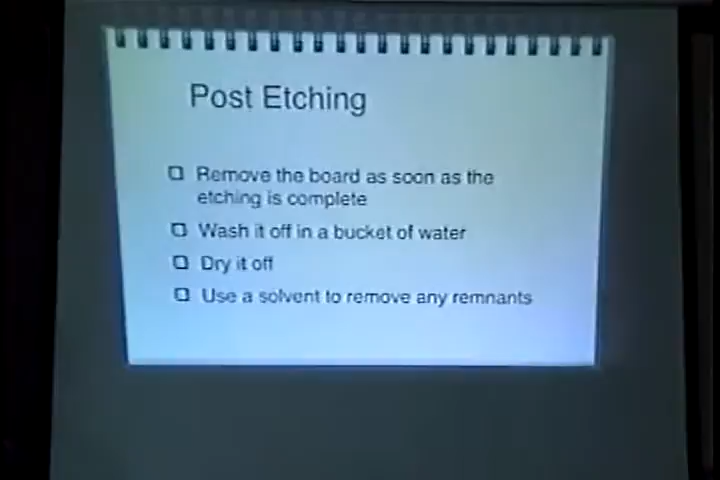 Post Etching
Remove the board as soon as the
etching is complete
Wash it off in a bucket of water
Dry it off
Use a solvent to remove any remnants